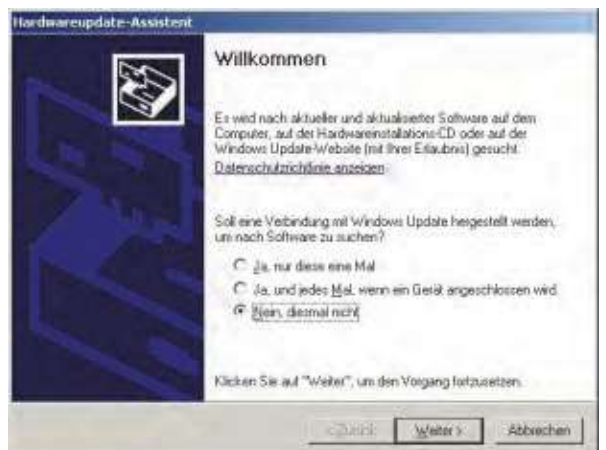 Hardwareupdate-Assistent
Willkommen
Es wird nach aktueller und aktualisierter Software auf dem
Computer, auf der Hardwareinstallations-CD oder auf der
Windows Update-Website (mit Ihrer Erlaubnis) gesucht.
Datenschutzrichtlinie anzeigen
Soll eine Verbindung mit Windows Update hergestellt werden,
um nach Software zu suchen?
Ja, nur diese eine Mal
Ja, und jedes Mal, wenn ein Gerät angeschlossen wird
Nein, diesmal nicht
Klicken Sie auf "Weiter", um den Vorgang fortzusetzen.
< Zurück
Weiter >
Abbrechen